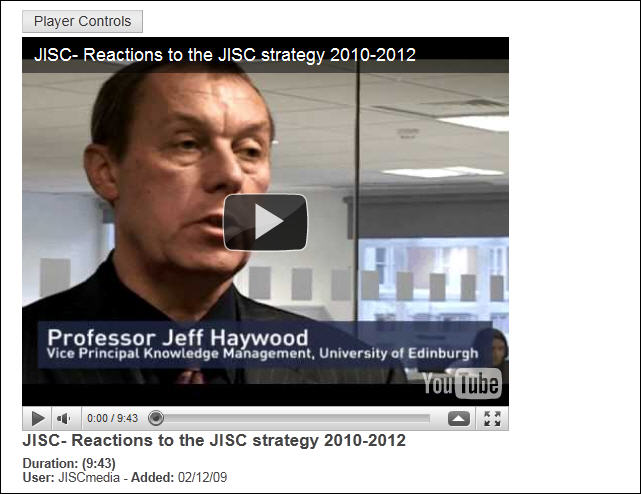 Player Controls
JISC- Reactions to the JISC strategy 2010-2012
Professor Jeff Haywood
Vice Principal Knowledge Management, University of Edinburgh
YouTube
0:00 / 9:43
JISC- Reactions to the JISC strategy 2010-2012
Duration: (9:43)
User: JISCmedia - Added: 02/12/09